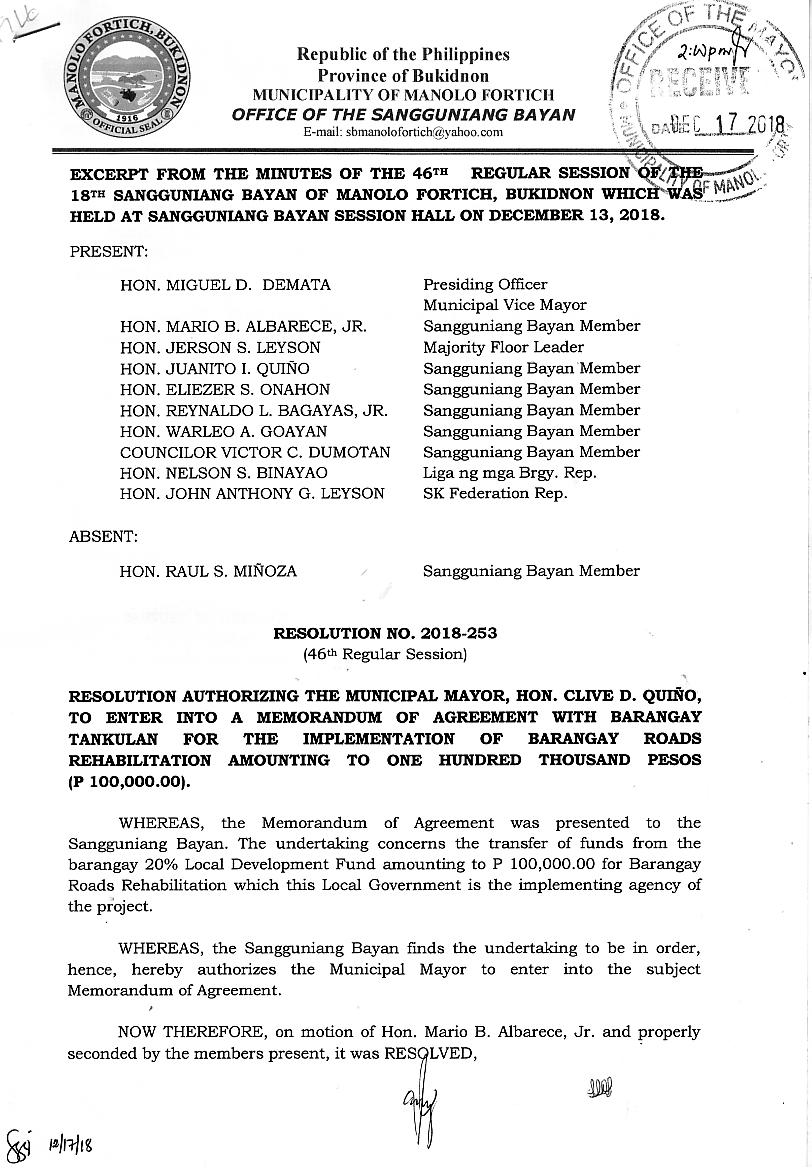 MANOLO FORTICH, BUKIDNON
1916
OFFICIAL SEAL
Republic of the Philippines
Province of Bukidnon
MUNICIPALITY OF MANOLO FORTICH
OFFICE OF THE SANGGUNIANG BAYAN
E-mail: sbmanolofortich@yahoo.com
OFFICE OF THE MAYOR
2:40pm
RECEIVE
DEC 17 2018
MUNICIPALITY OF MANOLO
EXCERPT FROM THE MINUTES OF THE 46TH REGULAR SESSION OF THE
18TH SANGGUNIANG BAYAN OF MANOLO FORTICH, BUKIDNON WHICH WAS
HELD AT SANGGUNIANG BAYAN SESSION HALL ON DECEMBER 13, 2018.
PRESENT:
HON. MIGUEL D. DEMATA Presiding Officer
Municipal Vice Mayor
HON. MARIO B. ALBARECE, JR. Sangguniang Bayan Member
HON. JERSON S. LEYSON Majority Floor Leader
HON. JUANITO I. QUIÑO Sangguniang Bayan Member
HON. ELIEZER S. ONAHON Sangguniang Bayan Member
HON. REYNALDO L. BAGAYAS, JR. Sangguniang Bayan Member
HON. WARLEO A. GOAYAN Sangguniang Bayan Member
COUNCILOR VICTOR C. DUMOTAN Sangguniang Bayan Member
HON. NELSON S. BINAYAO Liga ng mga Brgy. Rep.
HON. JOHN ANTHONY G. LEYSON SK Federation Rep.
ABSENT:
HON. RAUL S. MIÑOZA Sangguniang Bayan Member
RESOLUTION NO. 2018-253
(46th Regular Session)
RESOLUTION AUTHORIZING THE MUNICIPAL MAYOR, HON. CLIVE D. QUIÑO,
TO ENTER INTO A MEMORANDUM OF AGREEMENT WITH BARANGAY
TANKULAN FOR THE IMPLEMENTATION OF BARANGAY ROADS
REHABILITATION AMOUNTING TO ONE HUNDRED THOUSAND PESOS
(P 100,000.00).
WHEREAS, the Memorandum of Agreement was presented to the
Sangguniang Bayan. The undertaking concerns the transfer of funds from the
barangay 20% Local Development Fund amounting to P 100,000.00 for Barangay
Roads Rehabilitation which this Local Government is the implementing agency of
the project.
WHEREAS, the Sangguniang Bayan finds the undertaking to be in order,
hence, hereby authorizes the Municipal Mayor to enter into the subject
Memorandum of Agreement.
NOW THEREFORE, on motion of Hon. Mario B. Albarece, Jr. and properly
seconded by the members present, it was RESOLVED,
12/17/18